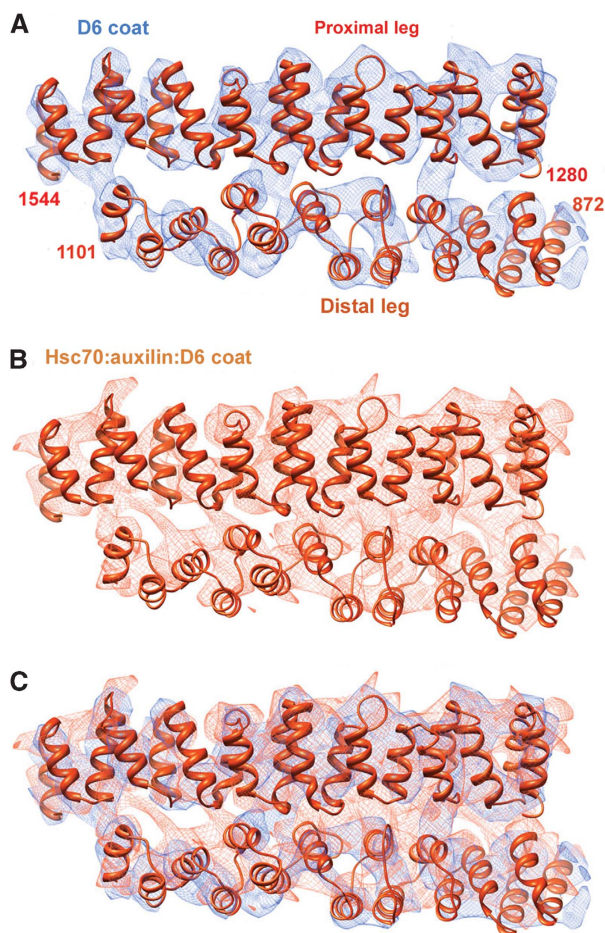 A
D6 coat
Proximal leg
1544
1280
872
1101
Distal leg
B
Hsc70:auxilin:D6 coat
C